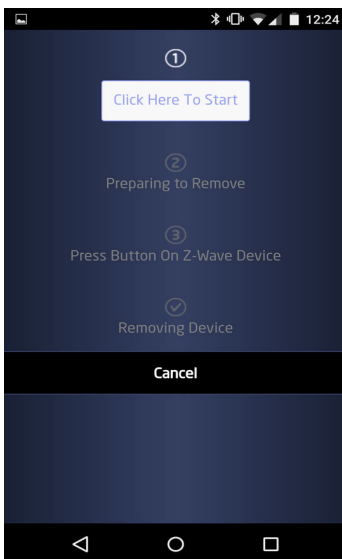 12:24
1
Click Here To Start
2
Preparing to Remove
3
Press Button On Z-Wave Device
Removing Device
Cancel